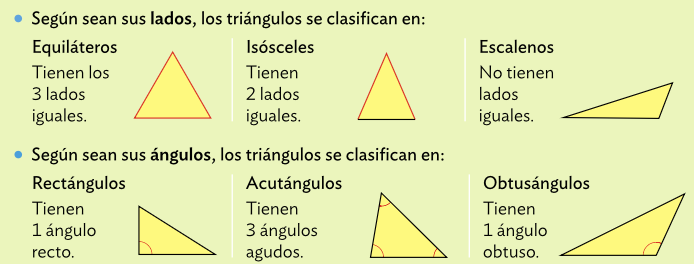 • Según sean sus lados, los triángulos se clasifican en:
Equiláteros
Tienen los
3 lados
iguales.
Isósceles
Tienen
2 lados
iguales.
Escalenos
No tienen
lados
iguales.
• Según sean sus ángulos, los triángulos se clasifican en:
Rectángulos
Tienen
1 ángulo
recto.
Acutángulos
Tienen
3 ángulos
agudos.
Obtusángulos
Tienen
1 ángulo
obtuso.